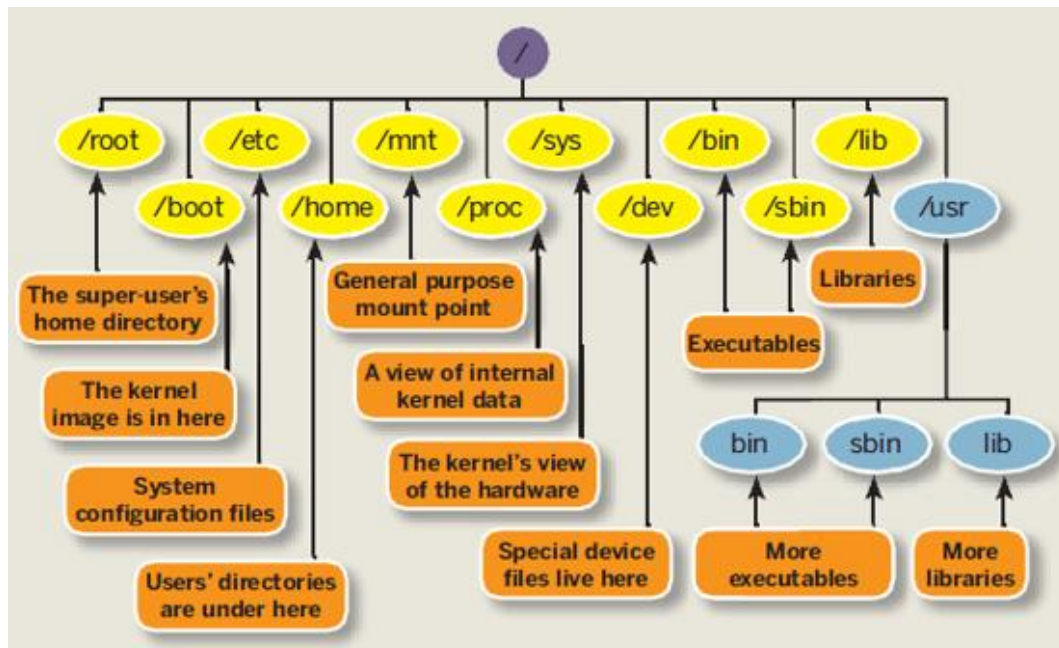 /
/root
/etc
/mnt
/sys
/bin
/lib
/boot
/home
/proc
/dev
/sbin
/usr
The super-user's
home directory
General purpose
mount point
Libraries
Executables
The kernel
image is in here
A view of internal
kernel data
bin
sbin
lib
System
configuration files
The kernel's view
of the hardware
Users' directories
are under here
Special device
files live here
More
executables
More
libraries